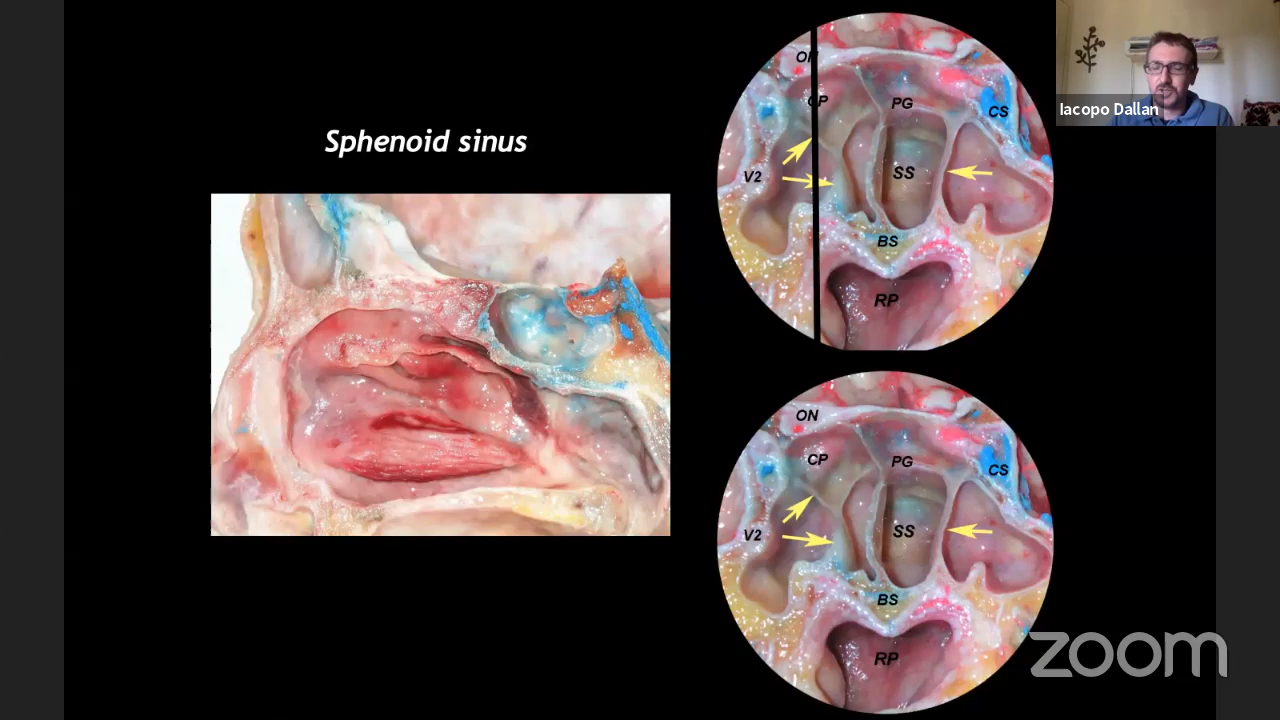 Sphenoid sinus
ON
CP
PG
CS
V2
SS
BS
RP
Iacopo Dallan
ON
CP
PG
CS
V2
SS
BS
RP
zoom